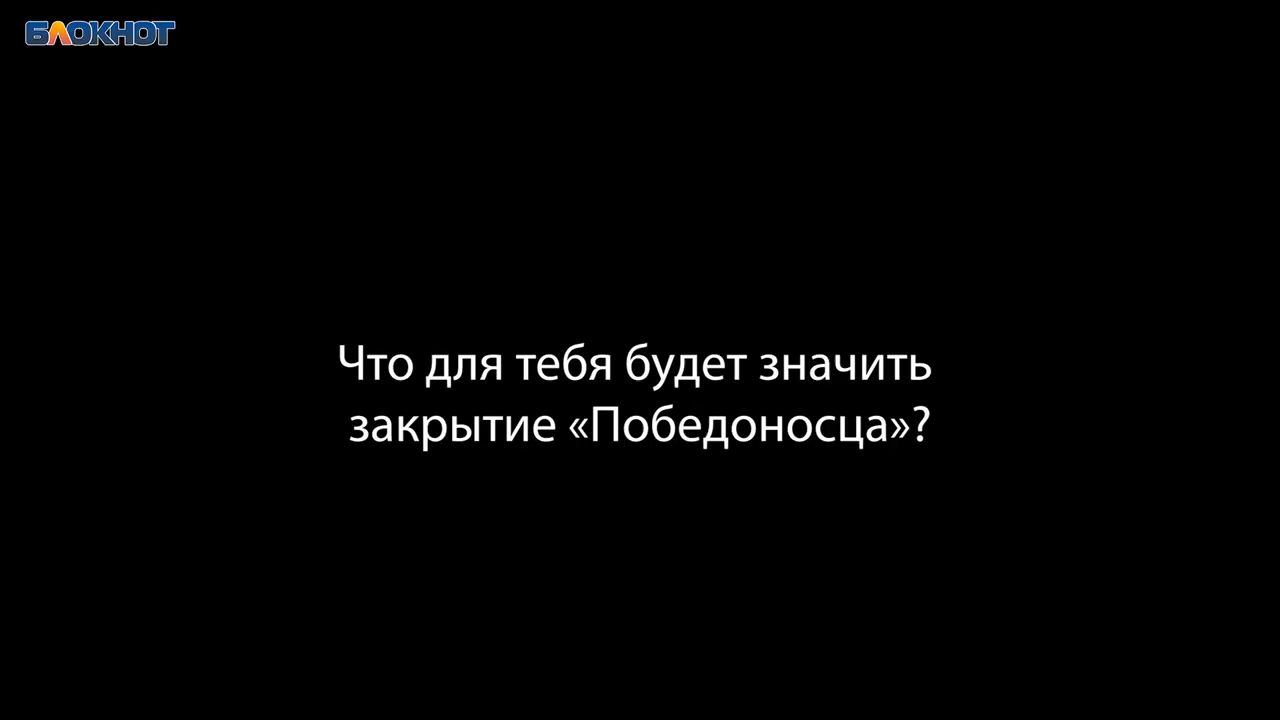 БЛОКНОТ
Что для тебя будет значить
закрытие «Победоносца»?